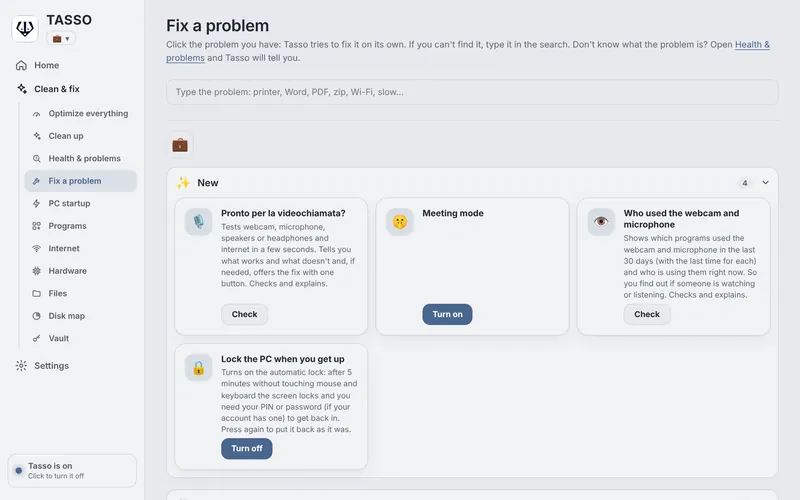 TASSO
Home
Clean & fix
Optimize everything
Clean up
Health & problems
Fix a problem
PC startup
Programs
Internet
Hardware
Files
Disk map
Vault
Settings
Tasso is on
Click to turn it off
Fix a problem
Click the problem you have: Tasso tries to fix it on its own. If you can't find it, type it in the search. Don't know what the problem is? Open Health &
problems and Tasso will tell you.
Type the problem: printer, Word, PDF, zip, Wi-Fi, slow...
New
4
Pronto per la videochiamata?
Tests webcam, microphone,
speakers or headphones and
internet in a few seconds. Tells you
what works and what doesn't and, if
needed, offers the fix with one
button. Checks and explains.
Check
Meeting mode
Turn on
Who used the webcam and
microphone
Shows which programs used the
webcam and microphone in the last
30 days (with the last time for each)
and who is using them right now. So
you find out if someone is watching
or listening. Checks and explains.
Check
Lock the PC when you get up
Turns on the automatic lock: after 5
minutes without touching mouse and
keyboard the screen locks and you
need your PIN or password (if your
account has one) to get back in.
Press again to put it back as it was.
Turn off